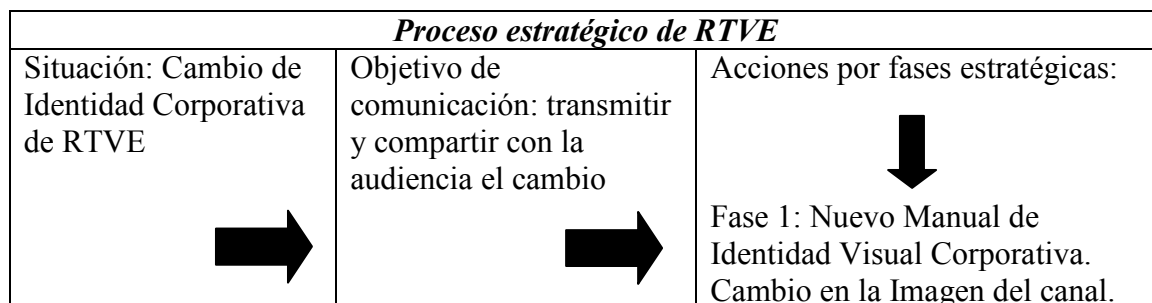 Proceso estratégico de RTVE
Situación: Cambio de
Identidad Corporativa
de RTVE
Objetivo de
comunicación: transmitir
y compartir con la
audiencia el cambio
Acciones por fases estratégicas:
Fase 1: Nuevo Manual de
Identidad Visual Corporativa.
Cambio en la Imagen del canal.